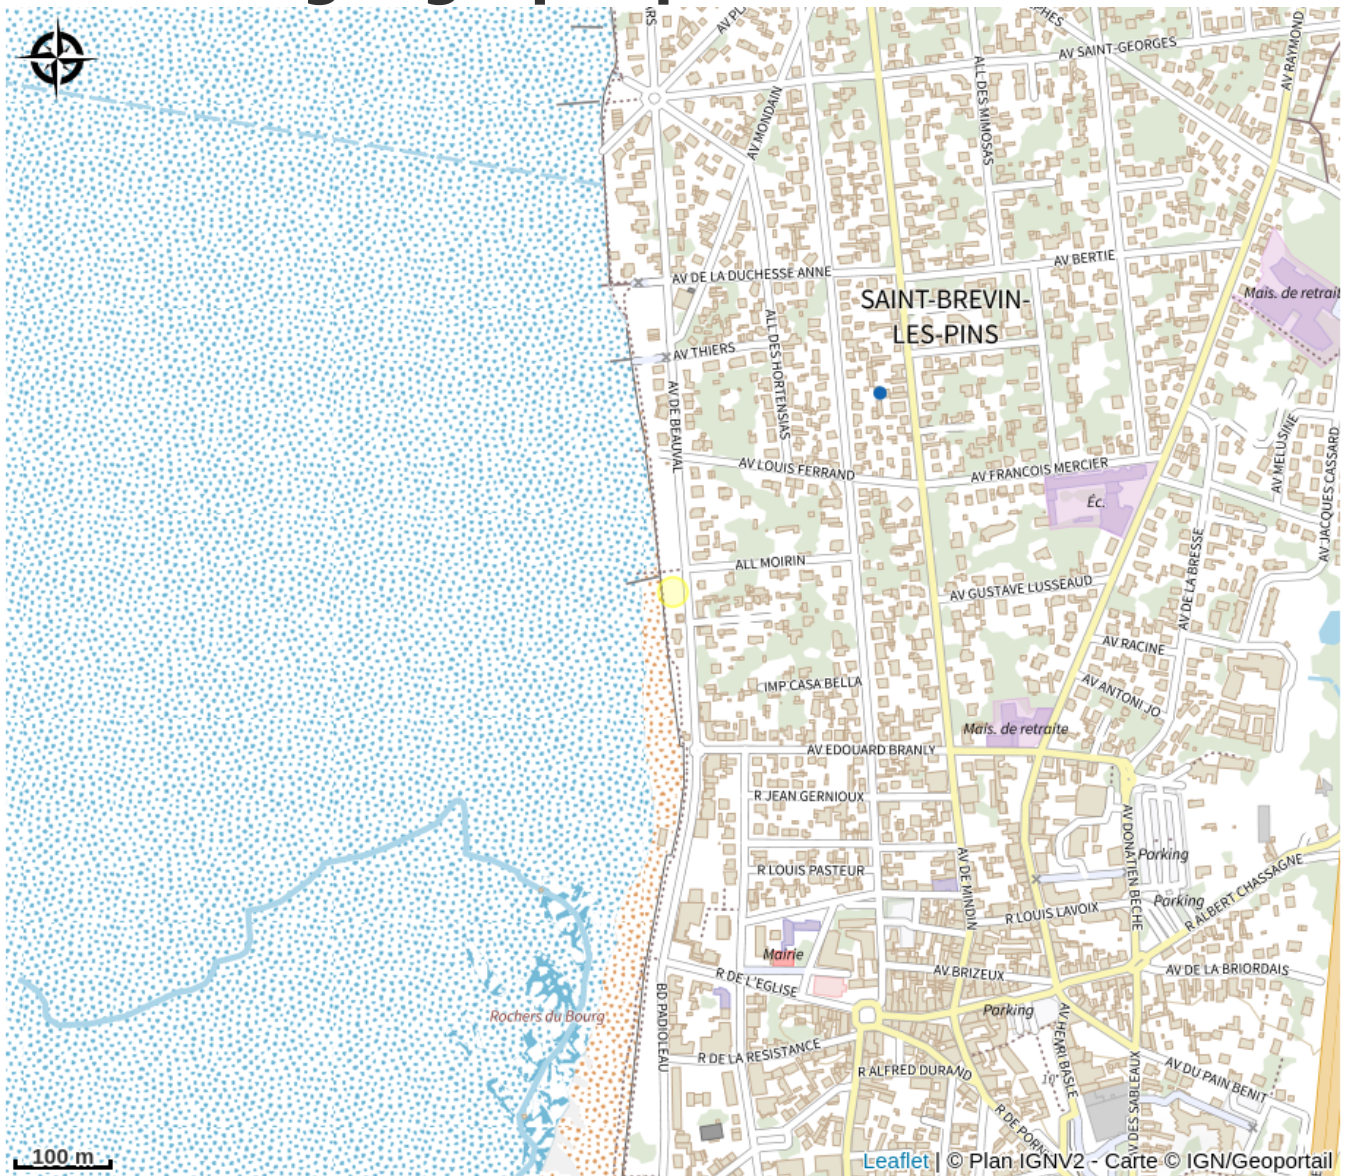 AV SAINT-GEORGES
AV RAYMOND
ALL DES MIMOSAS
AV MONDAIN
AV DE LA DUCHESSE ANNE
AV BERTIE
SAINT-BREVIN-
LES-PINS
Mais. de retrait
AV THIERS
ALL DES HORTENSIAS
AV DE BEAUVAL
AV LOUIS FERRAND
AV FRANCOIS MERCIER
AV MELUSINE
AV JACQUES CASSARD
Éc.
ALL MOIRIN
AV GUSTAVE LUSSEAUD
AV DE LA BRESSE
AV RACINE
AV ANTONI JO
IMP CASA BELLA
Mais. de retraite
AV EDOUARD BRANLY
R JEAN GERNIOUX
AV DONATIEN BECHE
Parking
R LOUIS PASTEUR
AV DE MINDIN
Parking
R ALBERT CHASSAGNE
R LOUIS LAVOIX
Mairie
R DE L'EGLISE
AV BRIZEUX
AV DE LA BRIORDAIS
Rochers du Bourg
BD PADIOLEAU
Parking
AV HENRI BASLE
R DE LA RESISTANCE
R ALFRED DURAND
AV DU PAIN BENIT
AV DES SABLEAUX
R DE PORN
100 m
Leaflet | © Plan IGNV2 - Carte © IGN/Geoportail